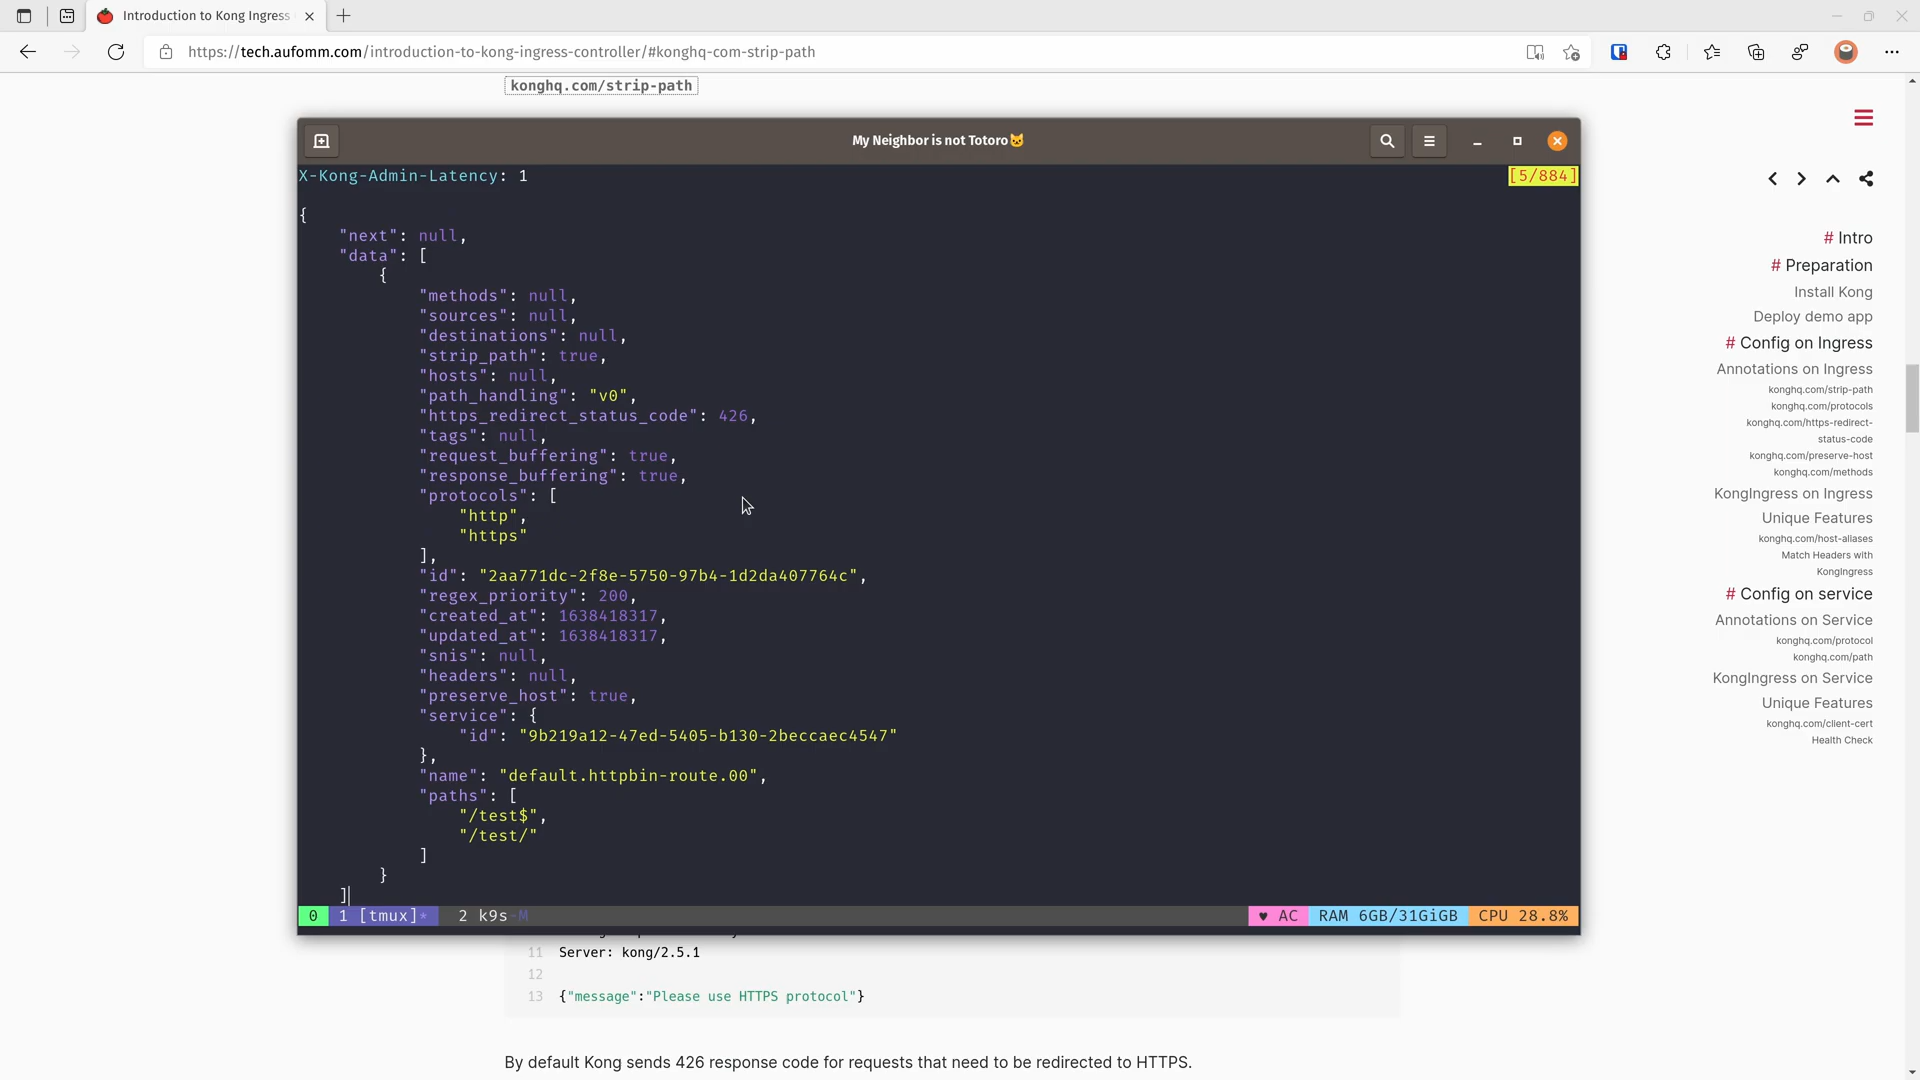 Introduction to Kong Ingress
https://tech.aufomm.com/introduction-to-kong-ingress-controller/#konghq-com-strip-path
konghq.com/strip-path
My Neighbor is not Totoro🐱
X-Kong-Admin-Latency: 1
[5/884]
{
"next": null,
"data": [
{
"methods": null,
"sources": null,
"destinations": null,
"strip_path": true,
"hosts": null,
"path_handling": "v0",
"https_redirect_status_code": 426,
"tags": null,
"request_buffering": true,
"response_buffering": true,
"protocols": [
"http",
"https"
],
"id": "2aa771dc-2f8e-5750-97b4-1d2da407764c",
"regex_priority": 200,
"created_at": 1638418317,
"updated_at": 1638418317,
"snis": null,
"headers": null,
"preserve_host": true,
"service": {
"id": "9b219a12-47ed-5405-b130-2beccaec4547"
},
"name": "default.httpbin-route.00",
"paths": [
"/test$",
"/test/"
]
}
]
0 1 [tmux]* 2 k9s-M ♥ AC RAM 6GB/31GiGB CPU 28.8%
11 Server: kong/2.5.1
12
13 {"message":"Please use HTTPS protocol"}
By default Kong sends 426 response code for requests that need to be redirected to HTTPS.
# Intro
# Preparation
Install Kong
Deploy demo app
# Config on Ingress
Annotations on Ingress
konghq.com/strip-path
konghq.com/protocols
konghq.com/https-redirect-
status-code
konghq.com/preserve-host
konghq.com/methods
KongIngress on Ingress
Unique Features
konghq.com/host-aliases
Match Headers with
KongIngress
# Config on service
Annotations on Service
konghq.com/protocol
konghq.com/path
KongIngress on Service
Unique Features
konghq.com/client-cert
Health Check